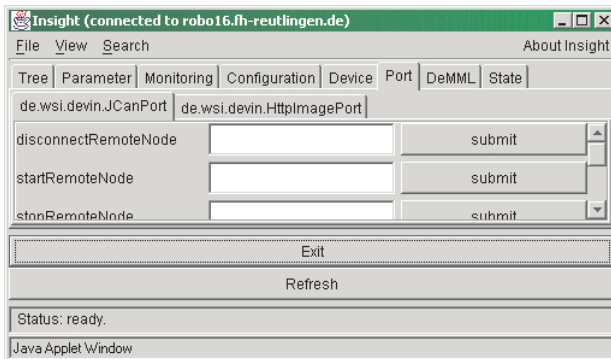 Insight (connected to robo16.fh-reutlingen.de)
File View Search About Insight
Tree Parameter Monitoring Configuration Device Port DeMML State
de.wsi.devin.JCanPort de.wsi.devin.HttpImagePort
disconnectRemoteNode submit
startRemoteNode submit
stopRemoteNode submit
Exit
Refresh
Status: ready.
Java Applet Window